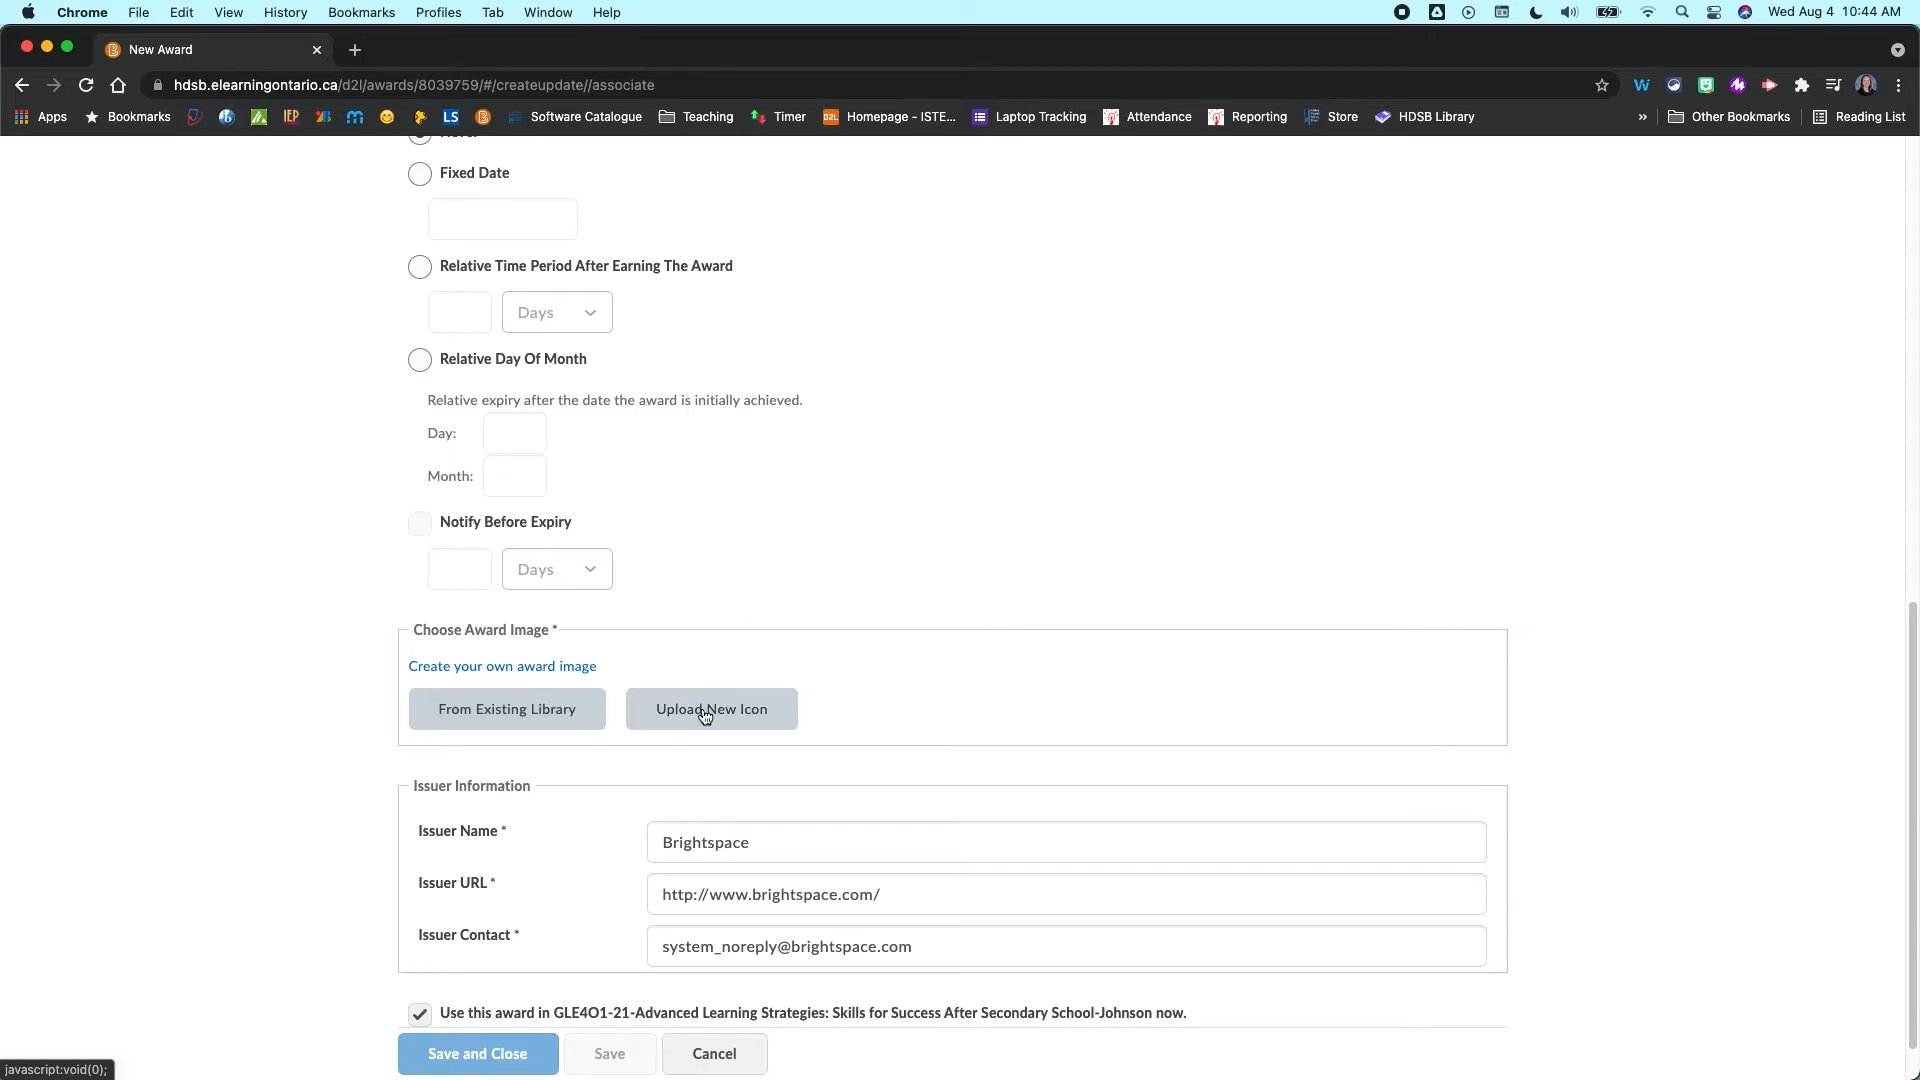 Chrome File Edit View History Bookmarks Profiles Tab Window Help Wed Aug 4 10:44 AM
New Award
hdsb.elearningontario.ca/d2l/awards/8039759/#/createupdate//associate
Apps Bookmarks IEP LS Software Catalogue Teaching Timer D2L Homepage - ISTE... Laptop Tracking Attendance Reporting Store HDSB Library » Other Bookmarks Reading List
Fixed Date
Relative Time Period After Earning The Award
Days
Relative Day Of Month
Relative expiry after the date the award is initially achieved.
Day:
Month:
Notify Before Expiry
Days
Choose Award Image *
Create your own award image
From Existing Library Upload New Icon
Issuer Information
Issuer Name * Brightspace
Issuer URL * http://www.brightspace.com/
Issuer Contact * system_noreply@brightspace.com
Use this award in GLE4O1-21-Advanced Learning Strategies: Skills for Success After Secondary School-Johnson now.
Save and Close Save Cancel
javascript:void(0);